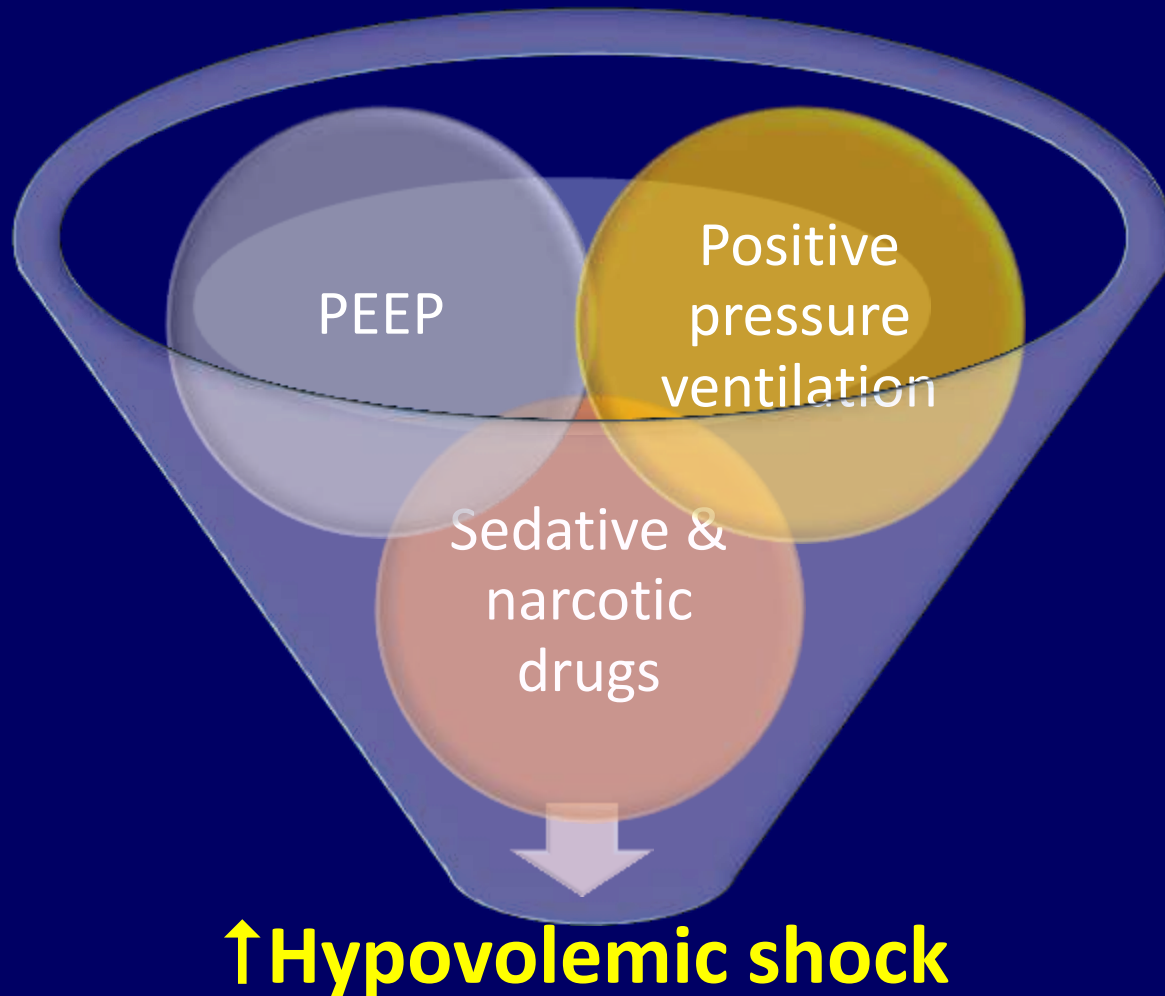 PEEP
Positive
pressure
ventilation
Sedative &
narcotic
drugs
↑Hypovolemic shock